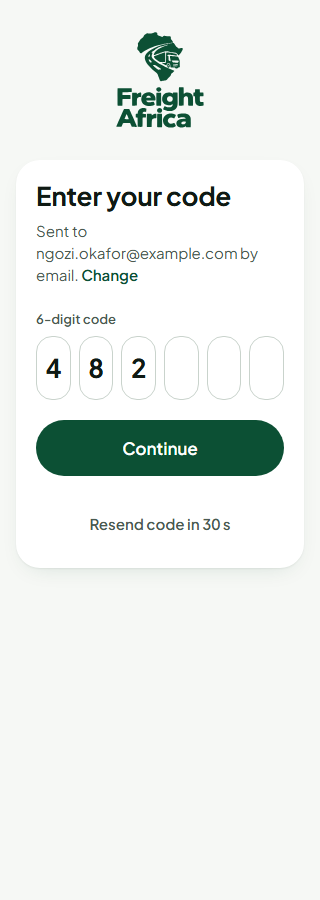 Freight
Africa
Enter your code
Sent to
ngozi.okafor@example.com by
email. Change
6-digit code
4 8 2
Continue
Resend code in 30 s